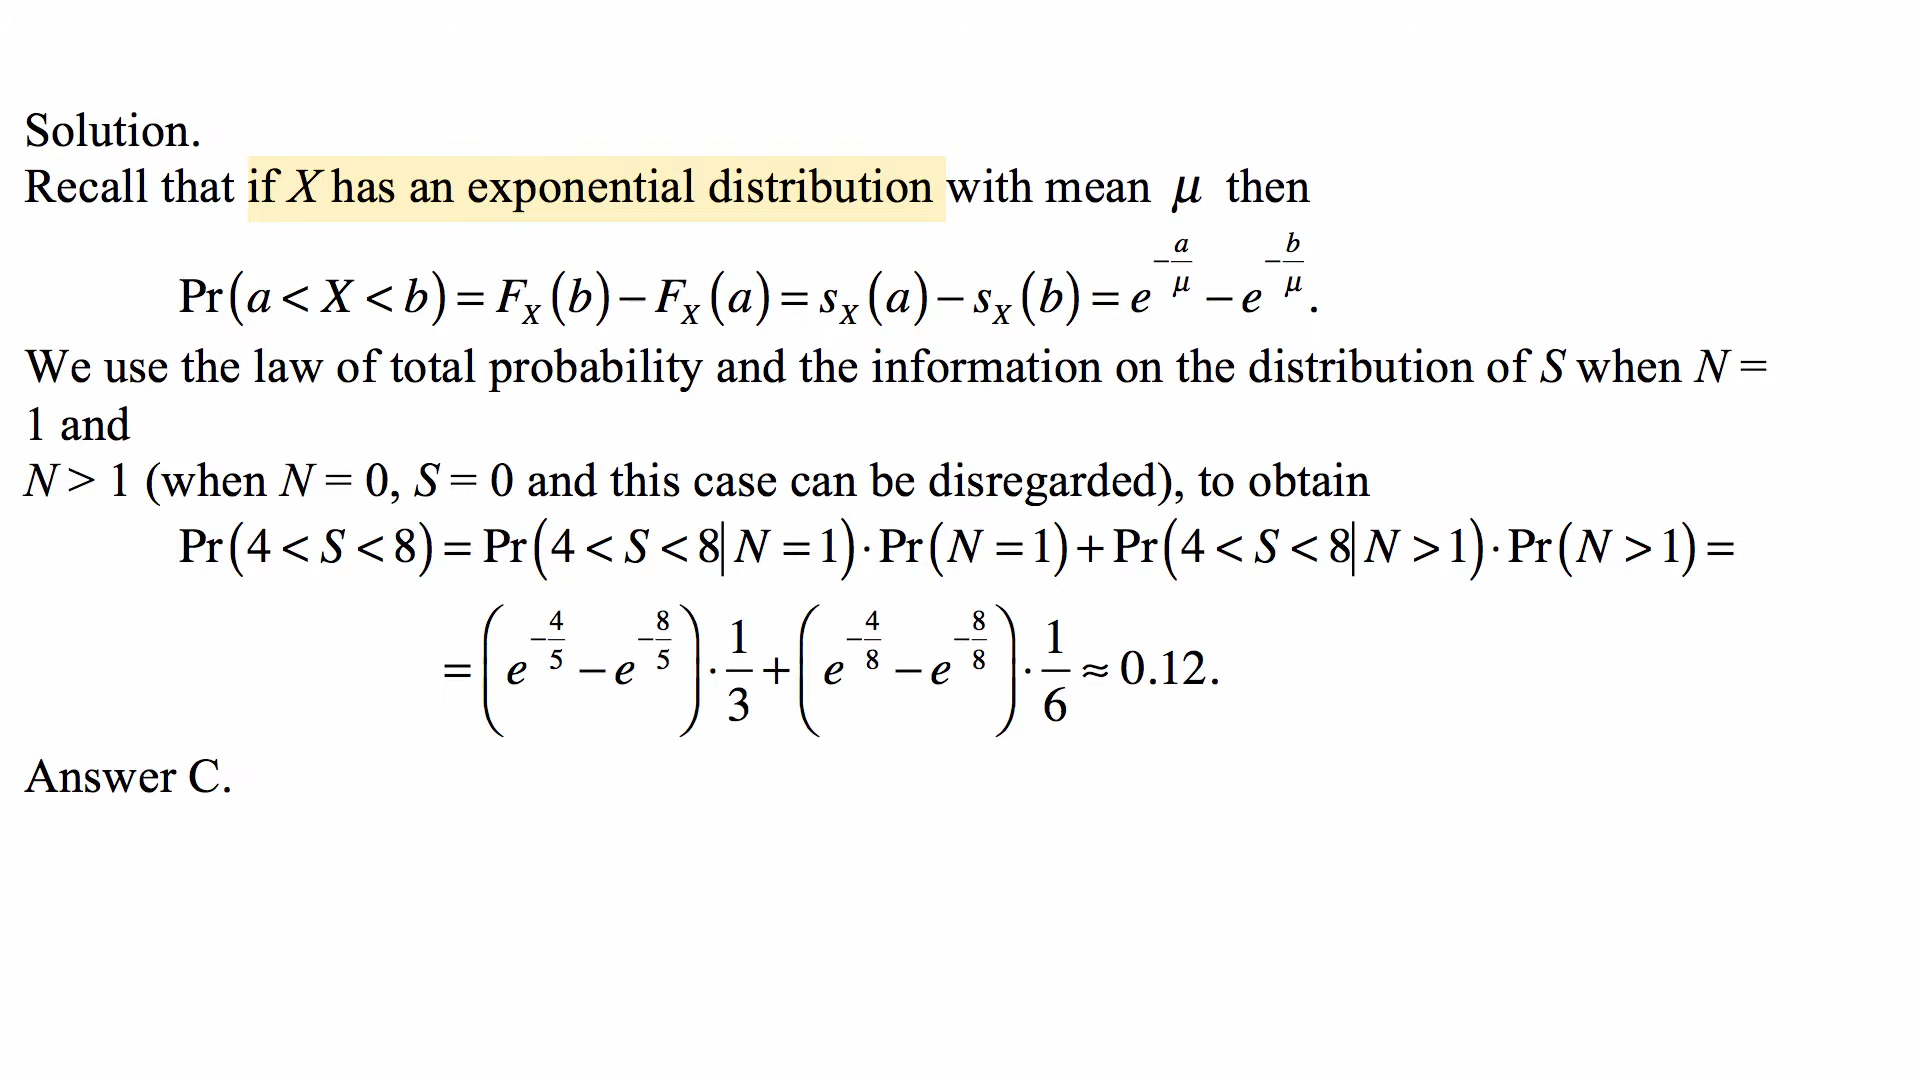 Solution.
Recall that if X has an exponential distribution with mean μ then
Pr(a < X < b) = F_X(b) − F_X(a) = s_X(a) − s_X(b) = e^{−a/μ} − e^{−b/μ}.
We use the law of total probability and the information on the distribution of S when N =
1 and
N > 1 (when N = 0, S = 0 and this case can be disregarded), to obtain
Pr(4 < S < 8) = Pr(4 < S < 8|N = 1)·Pr(N = 1) + Pr(4 < S < 8|N > 1)·Pr(N > 1) =
= (e^{−4/5} − e^{−8/5})·1/3 + (e^{−4/8} − e^{−8/8})·1/6 ≈ 0.12.
Answer C.